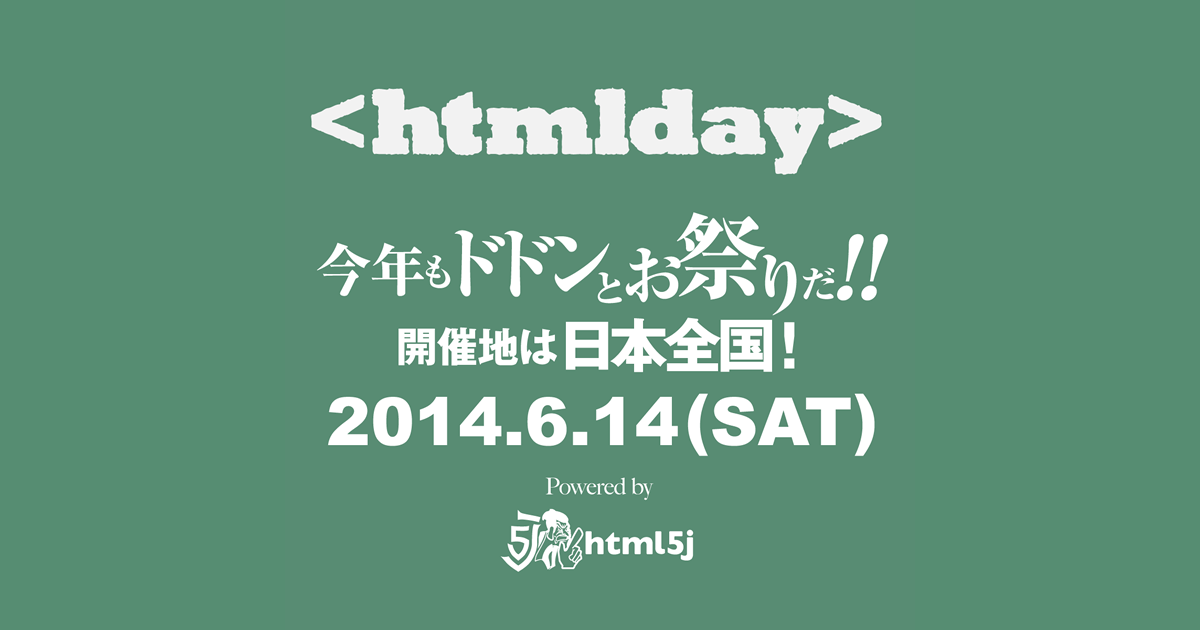 <htmlday>
今年もドドンとお祭りだ!!
開催地は日本全国!
2014.6.14(SAT)
Powered by
5J html5j